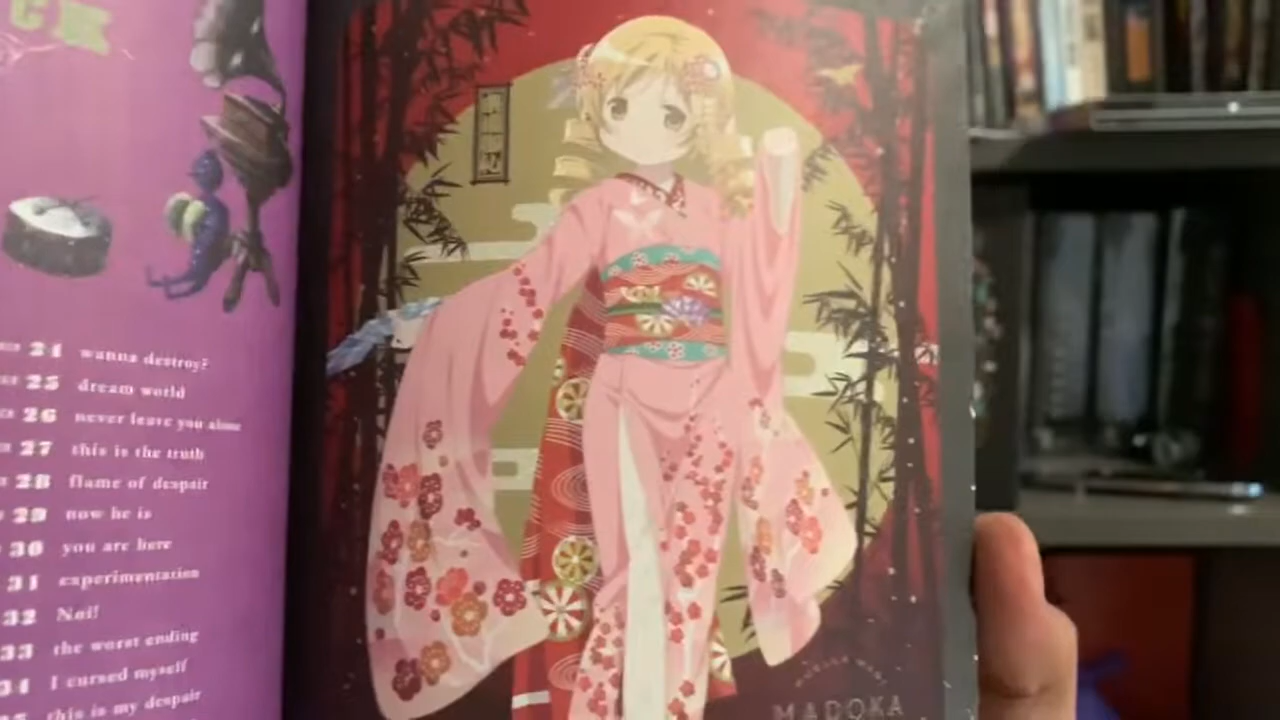 CK
24 wanna destroy?
25 dream world
26 never leave you alone
27 this is the truth
28 flame of despair
29 now he is
30 you are here
31 experimentation
32 Noi!
33 the worst ending
34 I cursed myself
this is my despair
MADOKA